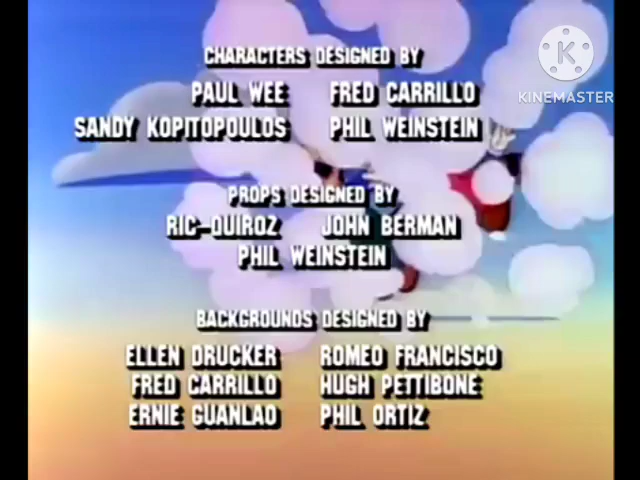 CHARACTERS DESIGNED BY
PAUL WEE FRED CARRILLO
SANDY KOPITOPOULOS PHIL WEINSTEIN
PROPS DESIGNED BY
RIC-QUIROZ JOHN BERMAN
PHIL WEINSTEIN
BACKGROUNDS DESIGNED BY
ELLEN DRUCKER ROMEO FRANCISCO
FRED CARRILLO HUGH PETTIBONE
ERNIE GUANLAO PHIL ORTIZ
K
KINEMASTER